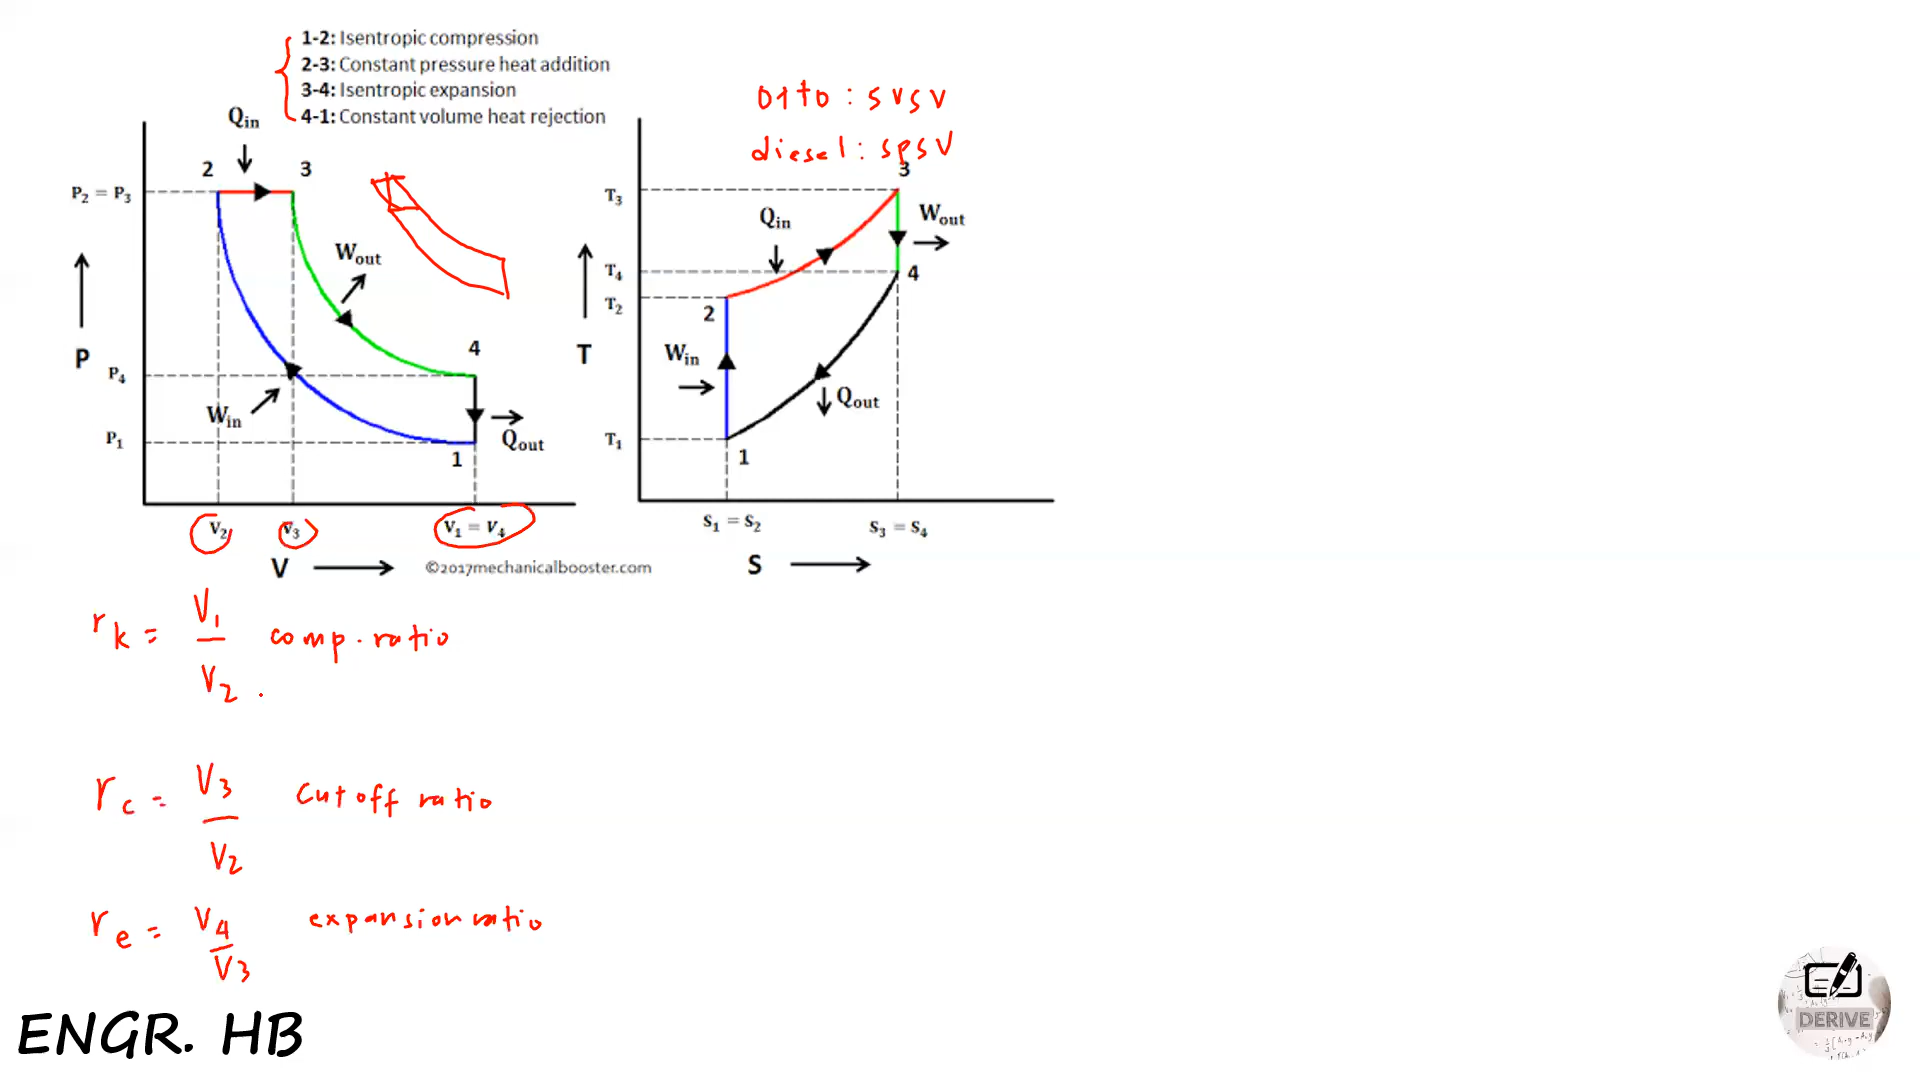 1-2: Isentropic compression
2-3: Constant pressure heat addition
3-4: Isentropic expansion
4-1: Constant volume heat rejection
Qin
2
3
P2 = P3
Wout
P
4
P4
Win
P1
Qout
1
V2
V3
V1 = V4
V
©2017mechanicalbooster.com
otto : SVSV
diesel : SPSV
3
T3
Qin
Wout
T4
4
T2
2
T
Win
Qout
T1
1
S1 = S2
S3 = S4
S
rk = V1
V2 comp. ratio
rc = V3
V2 cutoff ratio
re = V4
V3 expansion ratio
ENGR. HB
DERIVE